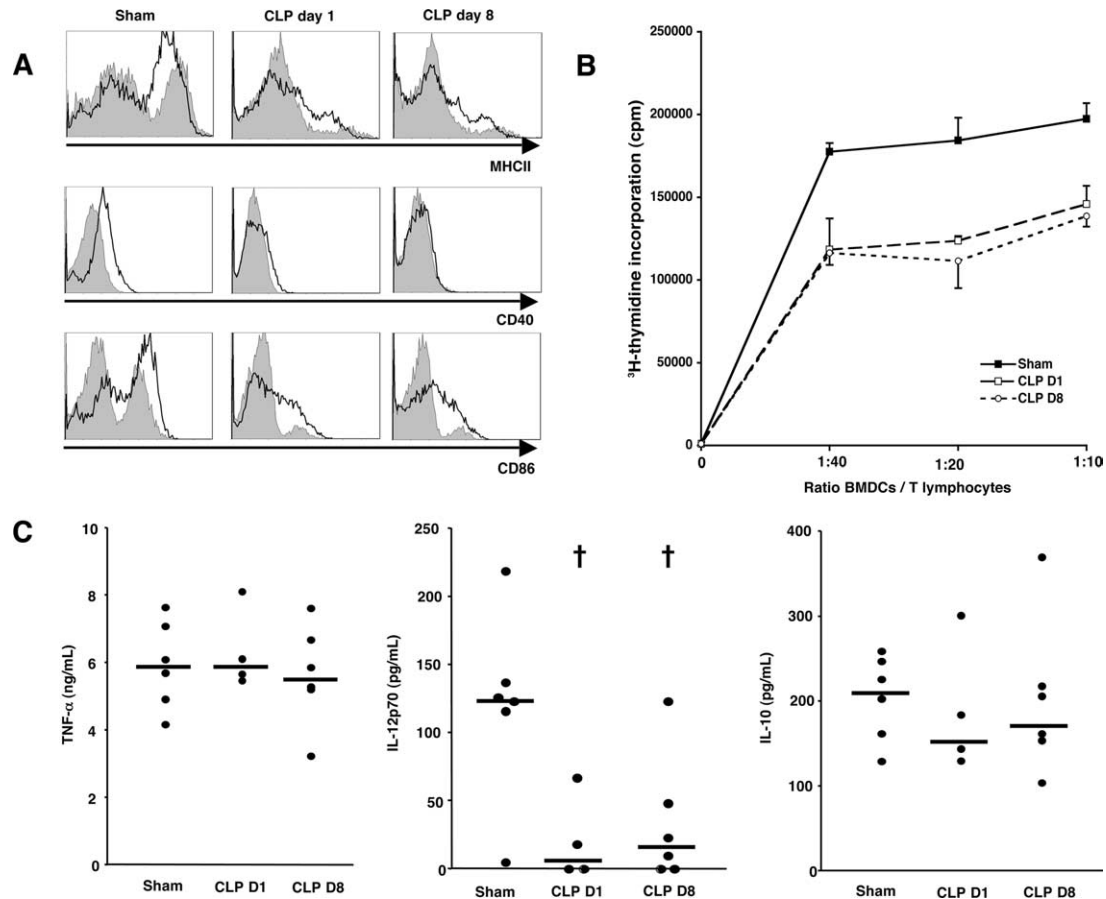 A
Sham
CLP day 1
CLP day 8
MHCII
CD40
CD86
B
³H-thymidine incorporation (cpm)
250000
200000
150000
100000
50000
0
Sham
CLP D1
CLP D8
0
1:40
1:20
1:10
Ratio BMDCs / T lymphocytes
C
TNF-α (ng/mL)
10
8
6
4
2
0
Sham
CLP D1
CLP D8
IL-12p70 (pg/mL)
250
200
150
100
50
0
†
†
Sham
CLP D1
CLP D8
IL-10 (pg/mL)
400
300
200
100
0
Sham
CLP D1
CLP D8